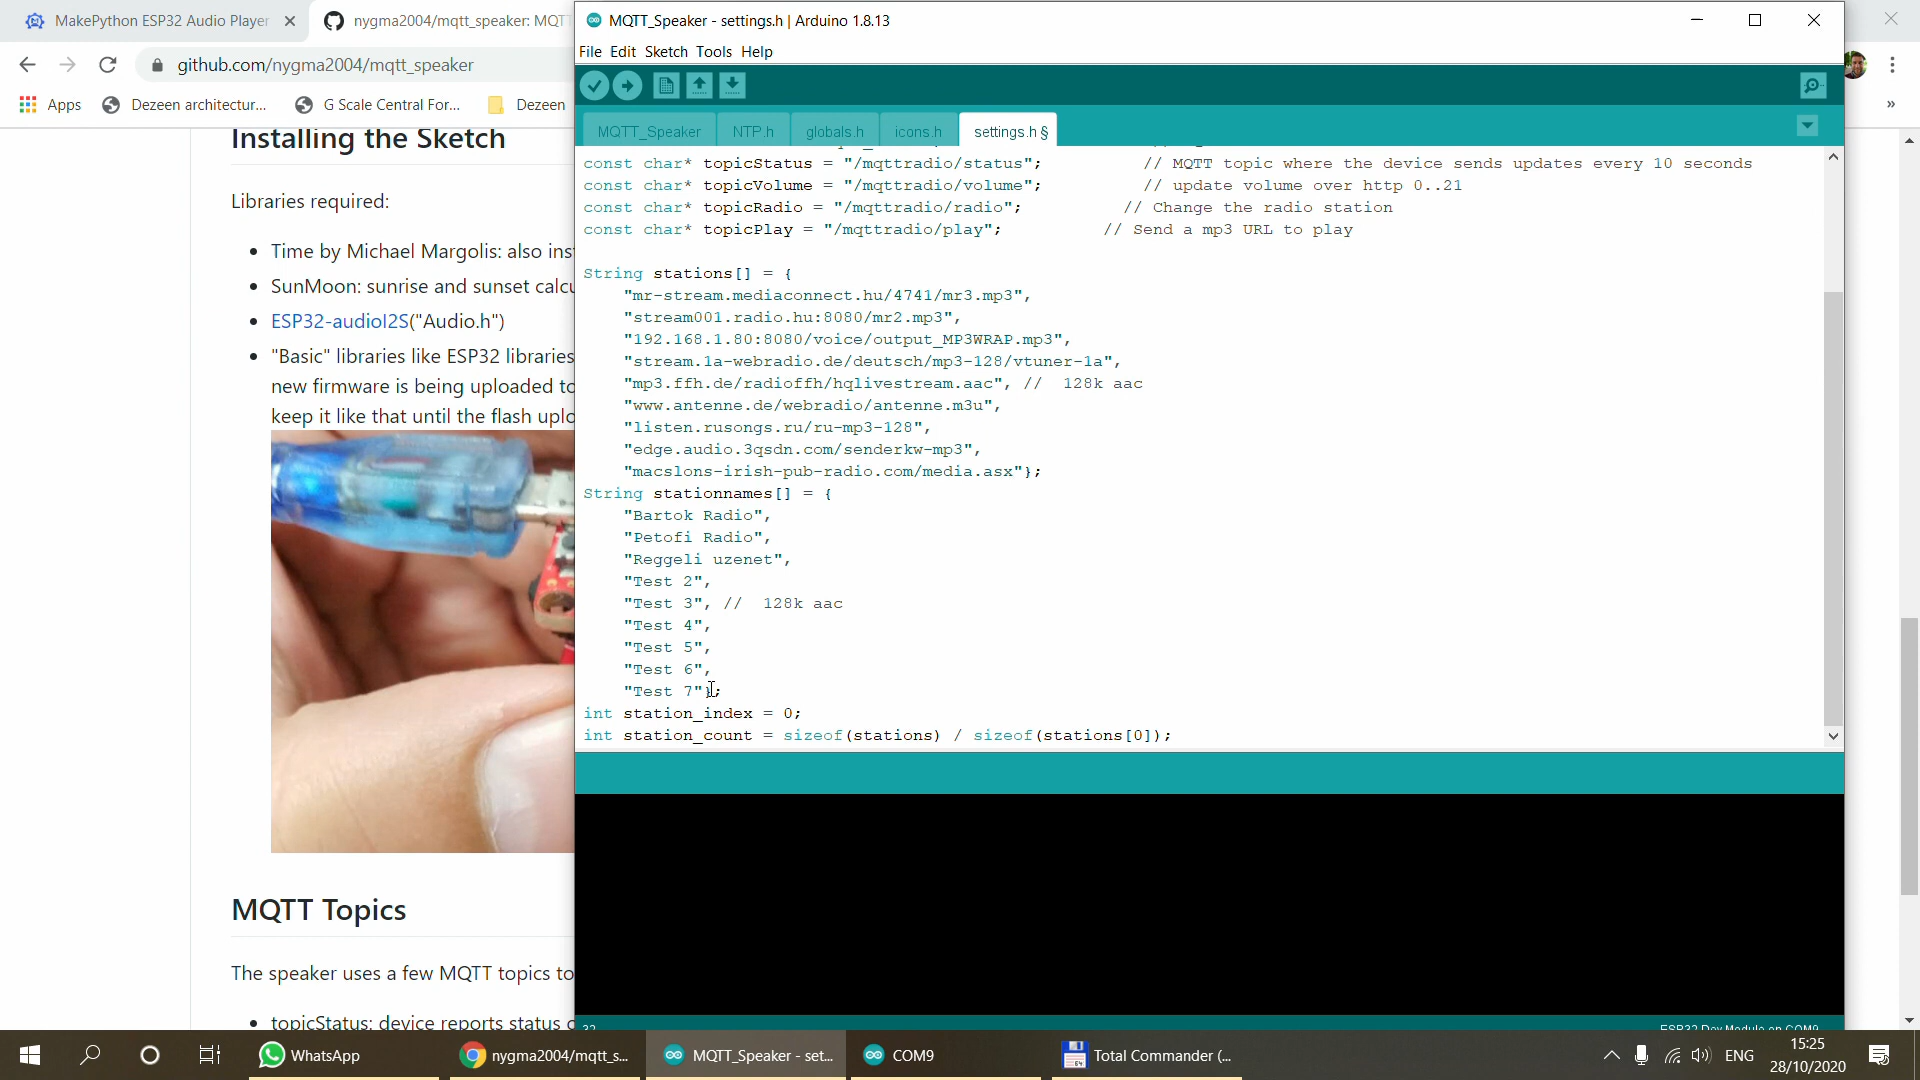 MakePython ESP32 Audio Player
nygma2004/mqtt_speaker: MQT
github.com/nygma2004/mqtt_speaker
Apps
Dezeen architectur...
G Scale Central For...
Dezeen
»
Installing the Sketch
Libraries required:
• Time by Michael Margolis: also inst
• SunMoon: sunrise and sunset calcu
• ESP32-audioI2S("Audio.h")
• "Basic" libraries like ESP32 libraries
new firmware is being uploaded to
keep it like that until the flash uplo
MQTT Topics
The speaker uses a few MQTT topics to
• topicStatus: device reports status o
MQTT_Speaker - settings.h | Arduino 1.8.13
File Edit Sketch Tools Help
MQTT_Speaker NTP.h globals.h icons.h settings.h §
const char* topicStatus = "/mqttradio/status"; // MQTT topic where the device sends updates every 10 seconds
const char* topicVolume = "/mqttradio/volume"; // update volume over http 0..21
const char* topicRadio = "/mqttradio/radio"; // Change the radio station
const char* topicPlay = "/mqttradio/play"; // Send a mp3 URL to play
String stations[] = {
"mr-stream.mediaconnect.hu/4741/mr3.mp3",
"stream001.radio.hu:8080/mr2.mp3",
"192.168.1.80:8080/voice/output_MP3WRAP.mp3",
"stream.1a-webradio.de/deutsch/mp3-128/vtuner-1a",
"mp3.ffh.de/radioffh/hqlivestream.aac", // 128k aac
"www.antenne.de/webradio/antenne.m3u",
"listen.rusongs.ru/ru-mp3-128",
"edge.audio.3qsdn.com/senderkw-mp3",
"macslons-irish-pub-radio.com/media.asx"};
String stationnames[] = {
"Bartok Radio",
"Petofi Radio",
"Reggeli uzenet",
"Test 2",
"Test 3", // 128k aac
"Test 4",
"Test 5",
"Test 6",
"Test 7"};
int station_index = 0;
int station_count = sizeof(stations) / sizeof(stations[0]);
32
ESP32 Dev Module on COM9
WhatsApp
nygma2004/mqtt_s...
MQTT_Speaker - set...
COM9
Total Commander (...
ENG
15:25
28/10/2020